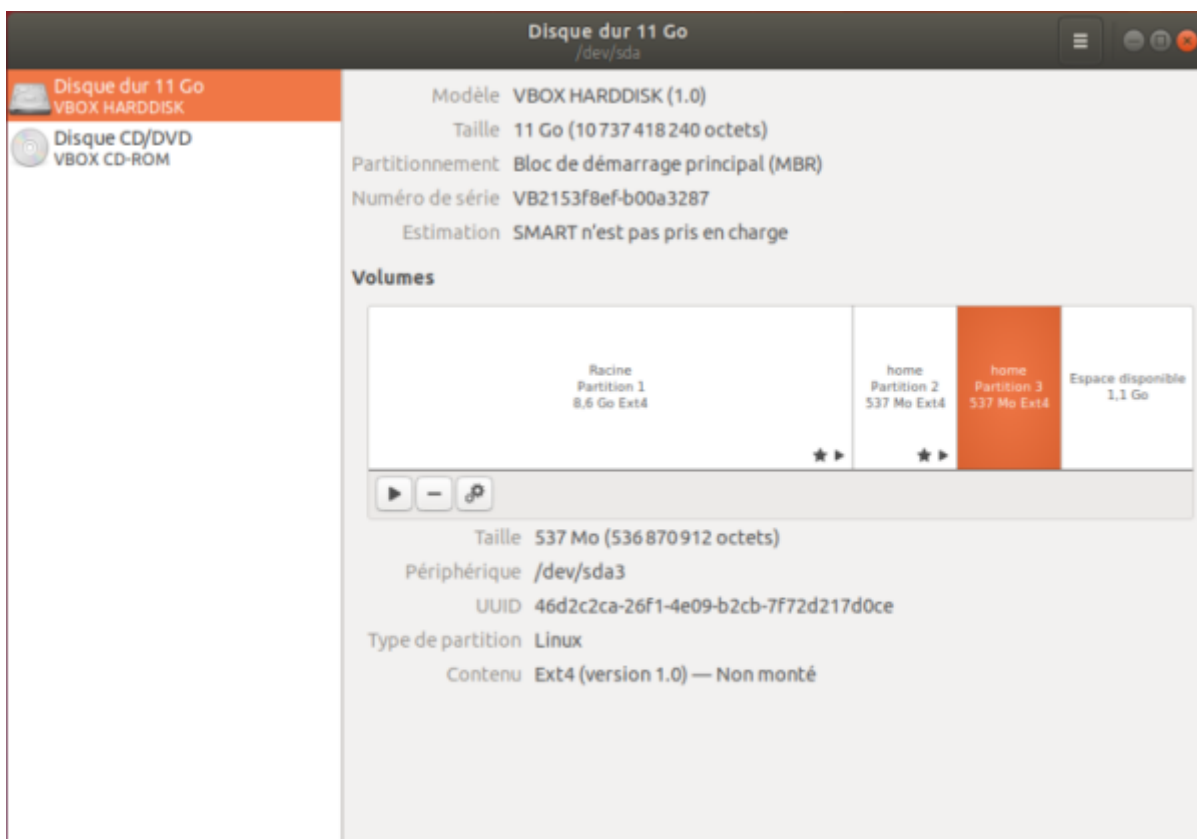 Disque dur 11 Go
/dev/sda
Disque dur 11 Go
VBOX HARDDISK
Disque CD/DVD
VBOX CD-ROM
Modèle VBOX HARDDISK (1.0)
Taille 11 Go (10 737 418 240 octets)
Partitionnement Bloc de démarrage principal (MBR)
Numéro de série VB2153f8ef-b00a3287
Estimation SMART n'est pas pris en charge
Volumes
Racine
Partition 1
8,6 Go Ext4
home
Partition 2
537 Mo Ext4
home
Partition 3
537 Mo Ext4
Espace disponible
1,1 Go
Taille 537 Mo (536 870 912 octets)
Périphérique /dev/sda3
UUID 46d2c2ca-26f1-4e09-b2cb-7f72d217d0ce
Type de partition Linux
Contenu Ext4 (version 1.0) — Non monté